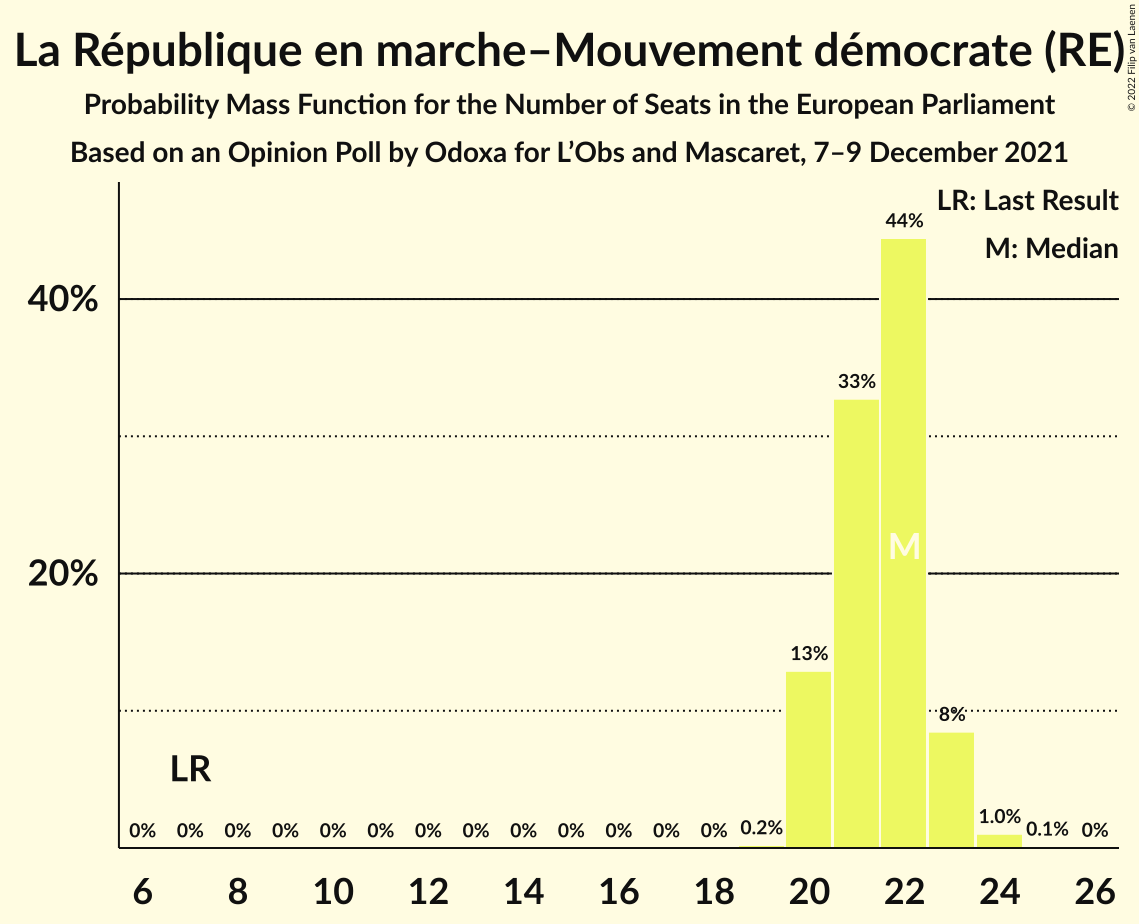 La République en marche–Mouvement démocrate (RE)
Probability Mass Function for the Number of Seats in the European Parliament
Based on an Opinion Poll by Odoxa for L’Obs and Mascaret, 7–9 December 2021
© 2022 Filip van Laenen
LR: Last Result
M: Median
44%
40%
33%
M
20%
13%
8%
LR
0% 0% 0% 0% 0% 0% 0% 0% 0% 0% 0% 0% 0% 0.2% 1.0% 0.1% 0%
6 8 10 12 14 16 18 20 22 24 26